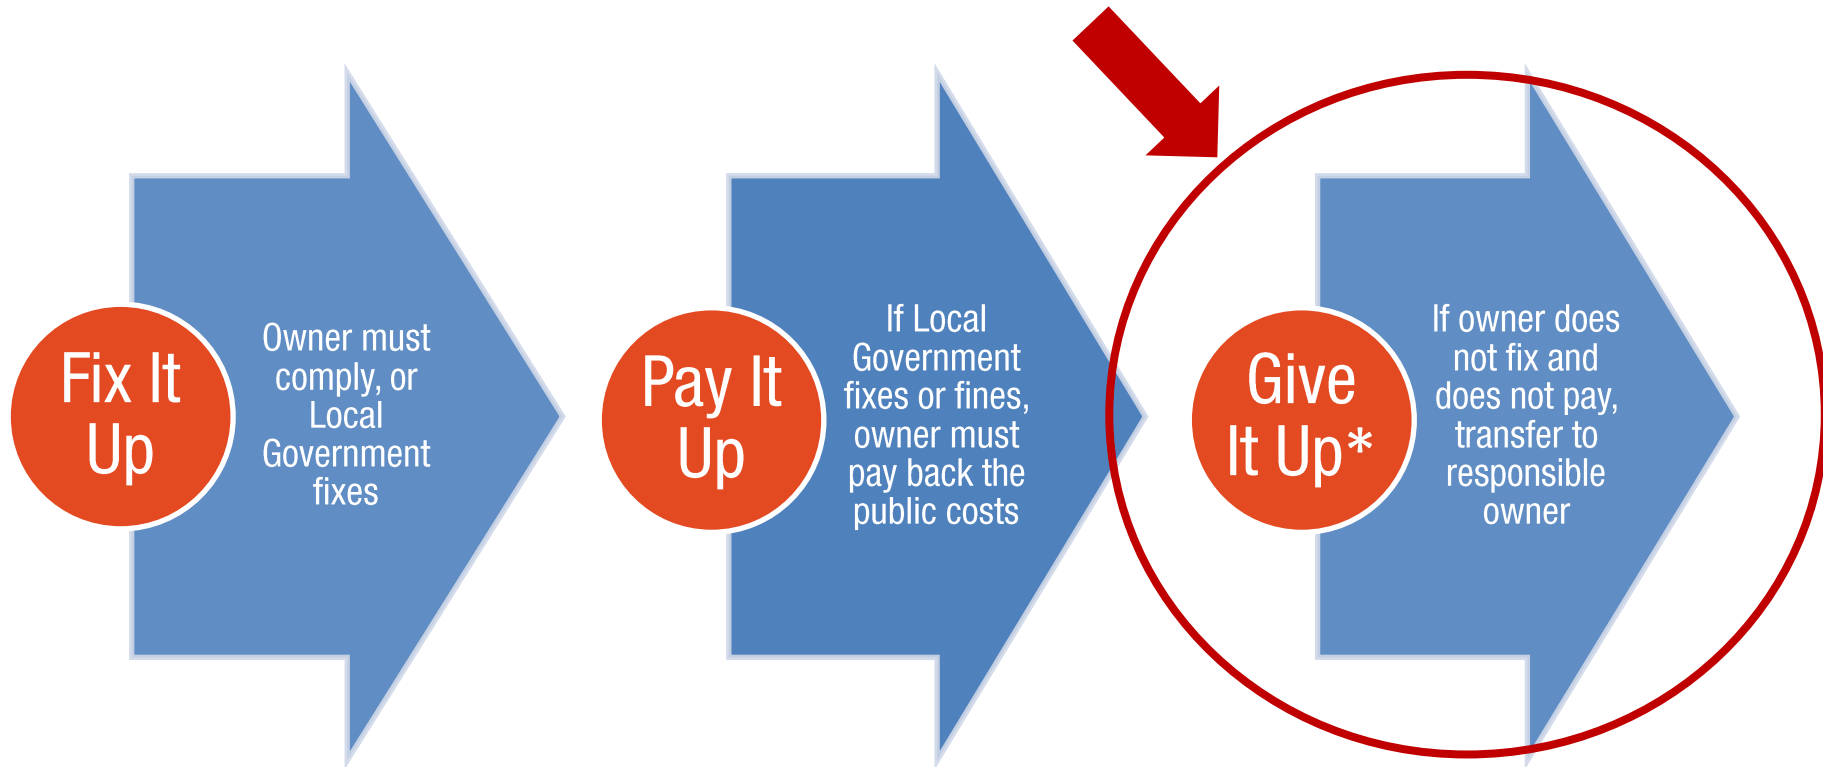 Fix It
Up
Owner must
comply, or
Local
Government
fixes
Pay It
Up
If Local
Government
fixes or fines,
owner must
pay back the
public costs
Give
It Up*
If owner does
not fix and
does not pay,
transfer to
responsible
owner